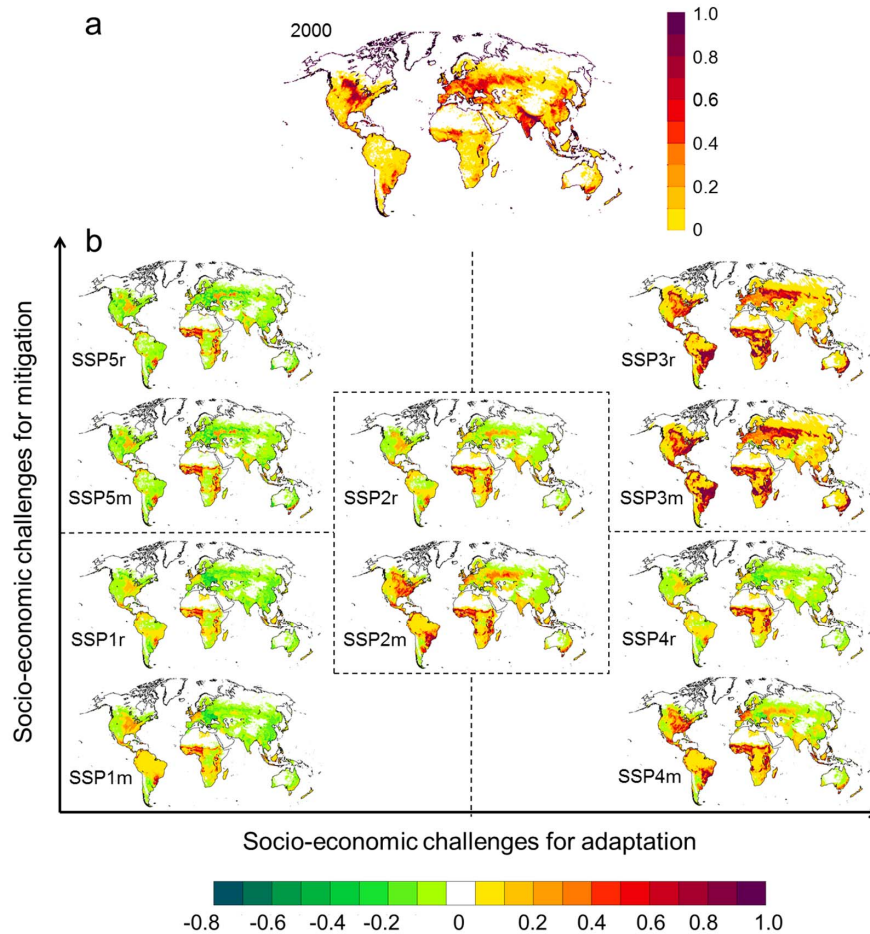 a
2000
1.0
0.8
0.6
0.4
0.2
0
b
Socio-economic challenges for mitigation
SSP5r
SSP3r
SSP5m
SSP2r
SSP3m
SSP1r
SSP2m
SSP4r
SSP1m
SSP4m
Socio-economic challenges for adaptation
-0.8 -0.6 -0.4 -0.2 0 0.2 0.4 0.6 0.8 1.0